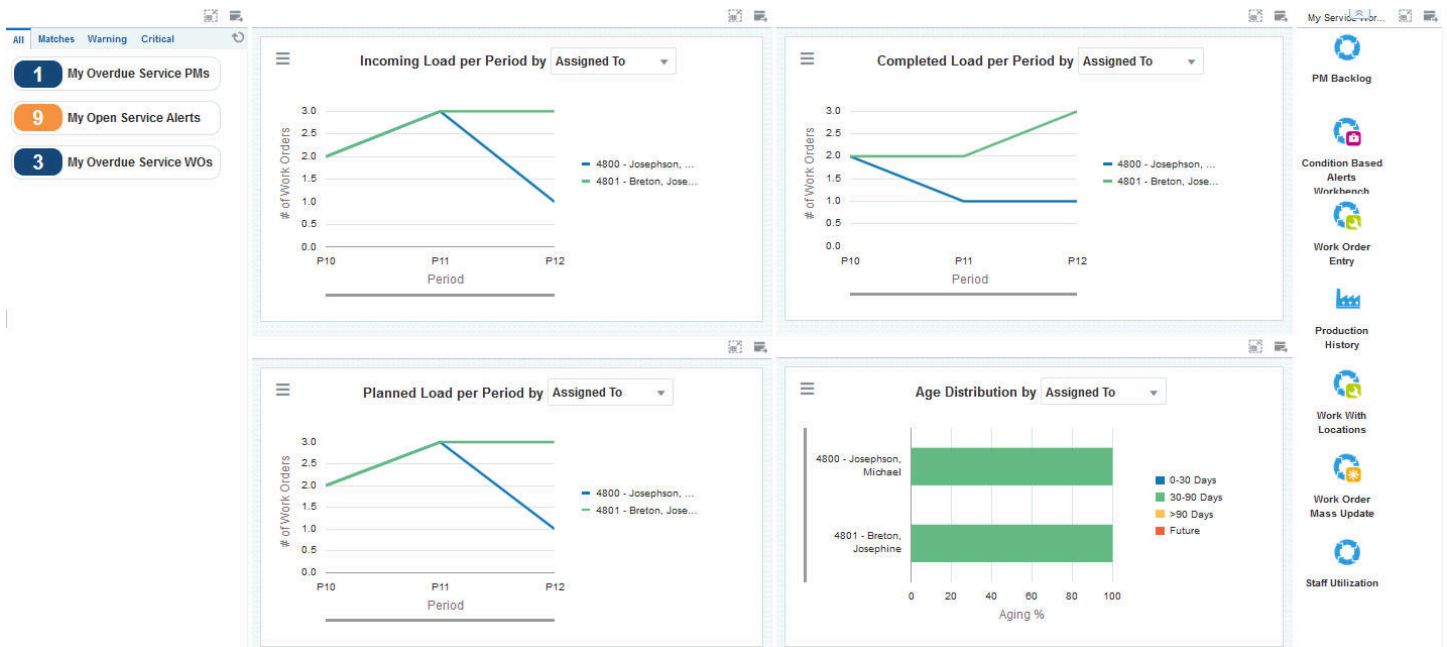 All Matches Warning Critical
1 My Overdue Service PMs
9 My Open Service Alerts
3 My Overdue Service WOs
Incoming Load per Period by Assigned To
# of Work Orders
3.0
2.5
2.0
1.5
1.0
0.5
0.0
P10 P11 P12
Period
4800 - Josephson, ...
4801 - Breton, Jose...
Completed Load per Period by Assigned To
# of Work Orders
3.0
2.5
2.0
1.5
1.0
0.5
0.0
P10 P11 P12
Period
4800 - Josephson, ...
4801 - Breton, Jose...
Planned Load per Period by Assigned To
# of Work Orders
3.0
2.5
2.0
1.5
1.0
0.5
0.0
P10 P11 P12
Period
4800 - Josephson, ...
4801 - Breton, Jose...
Age Distribution by Assigned To
4800 - Josephson,
Michael
4801 - Breton,
Josephine
0 20 40 60 80 100
Aging %
0-30 Days
30-90 Days
>90 Days
Future
My Service
PM Backlog
Condition Based
Alerts
Workbench
Work Order
Entry
Production
History
Work With
Locations
Work Order
Mass Update
Staff Utilization